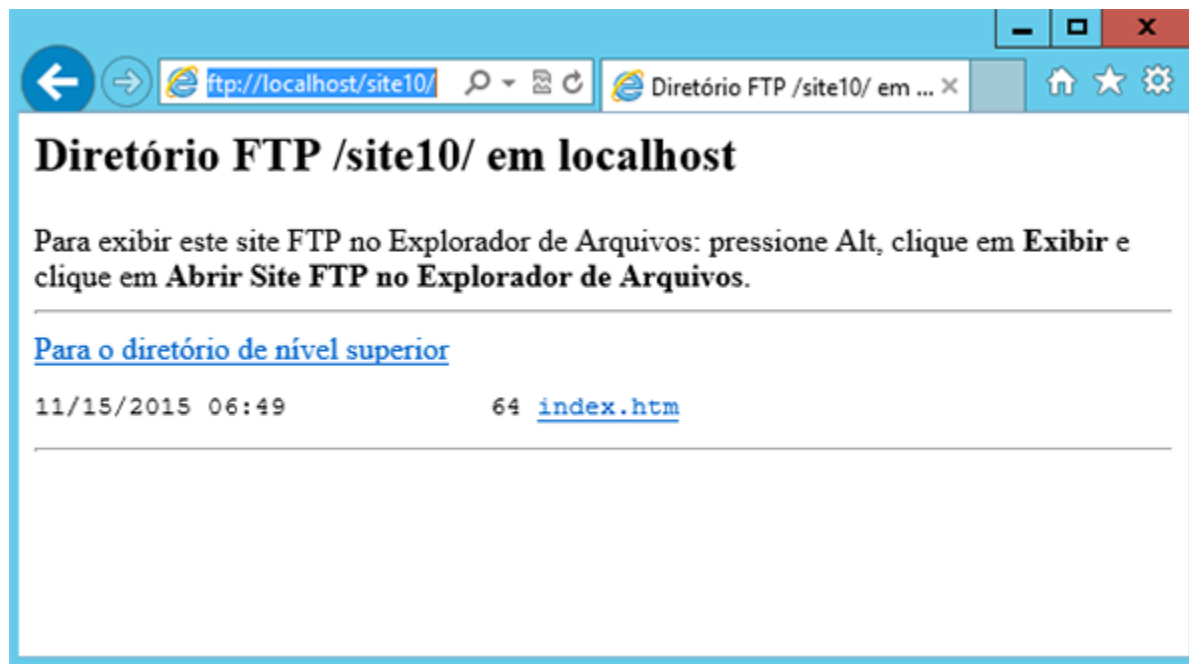 ftp://localhost/site10/
Diretório FTP /site10/ em ...
Diretório FTP /site10/ em localhost
Para exibir este site FTP no Explorador de Arquivos: pressione Alt, clique em Exibir e
clique em Abrir Site FTP no Explorador de Arquivos.
Para o diretório de nível superior
11/15/2015 06:49 64 index.htm